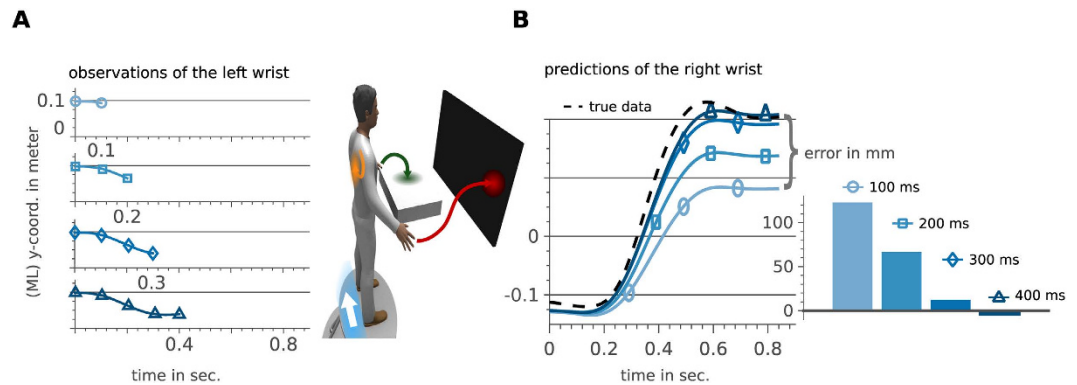 A
observations of the left wrist
(ML) y-coord. in meter
0.1
0
0.1
0.2
0.3
0.4
0.8
time in sec.
B
predictions of the right wrist
true data
error in mm
0
-0.1
0
0.2
0.4
0.6
0.8
time in sec.
100 ms
200 ms
300 ms
400 ms
100
50
0